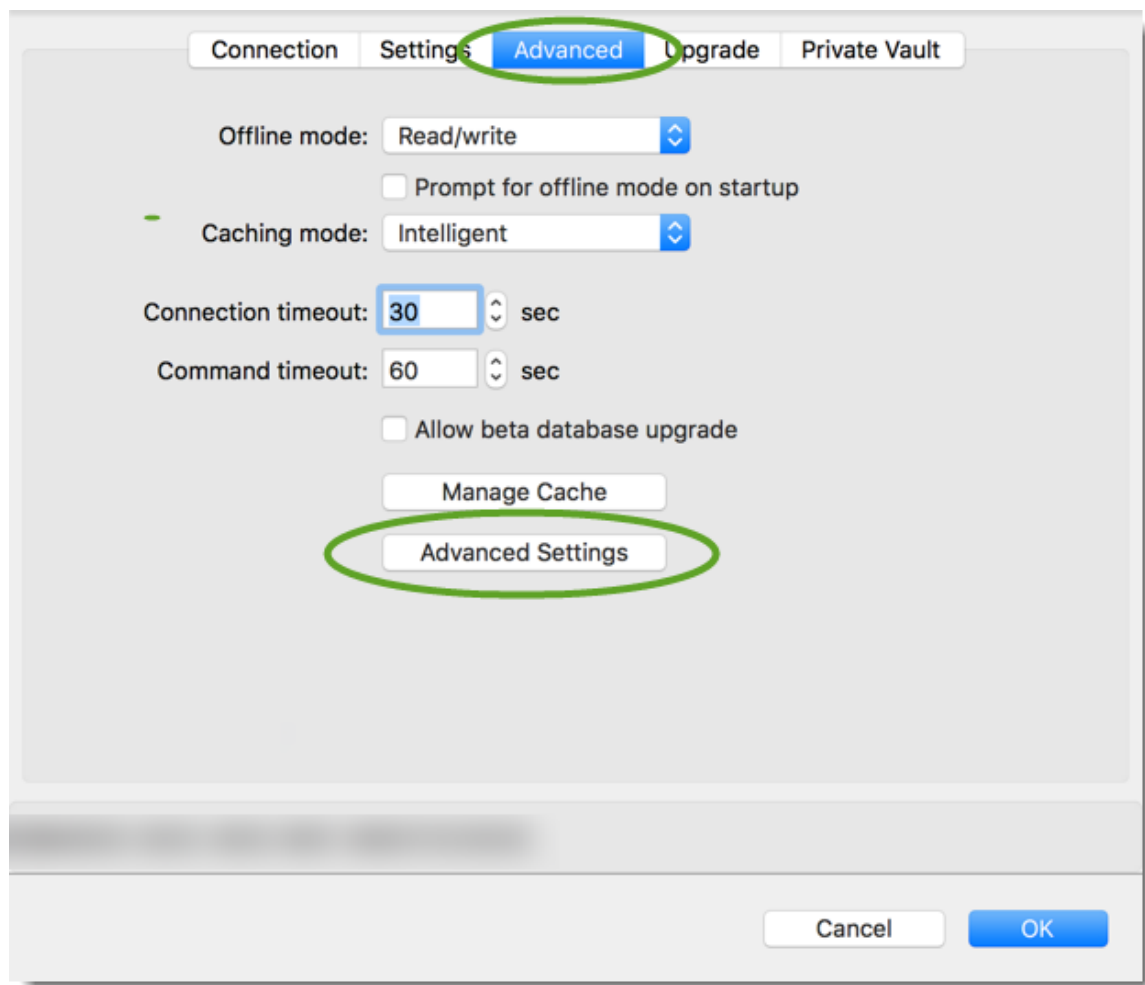 Connection Settings Advanced Upgrade Private Vault
Offline mode: Read/write
Prompt for offline mode on startup
Caching mode: Intelligent
Connection timeout: 30 sec
Command timeout: 60 sec
Allow beta database upgrade
Manage Cache
Advanced Settings
Cancel OK